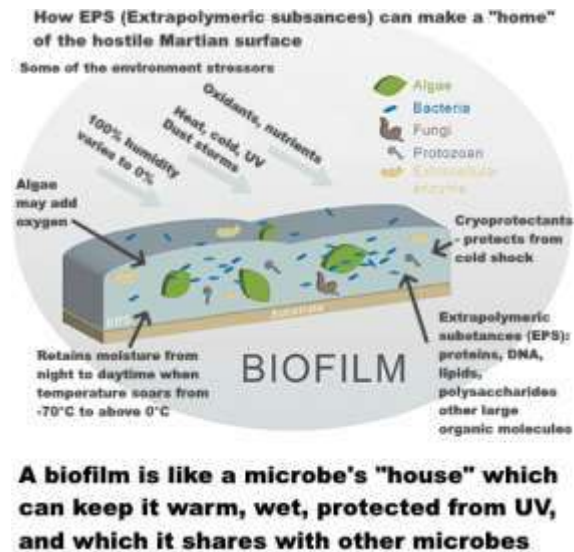 How EPS (Extrapolymeric subsances) can make a "home"
of the hostile Martian surface
Some of the environment stressors
100% humidity
varies to 0%
Heat, cold, UV
Dust storms
Oxidants, nutrients
Algae
Bacteria
Fungi
Protozoan
Extracellular
enzyme
Algae
may add
oxygen
Cryoprotectants
- protects from
cold shock
EPS
Substrate
Retains moisture from
night to daytime when
temperature soars from
-70°C to above 0°C
BIOFILM
Extrapolymeric
substances (EPS):
proteins, DNA,
lipids,
polysaccharides
other large
organic molecules
A biofilm is like a microbe's "house" which
can keep it warm, wet, protected from UV,
and which it shares with other microbes